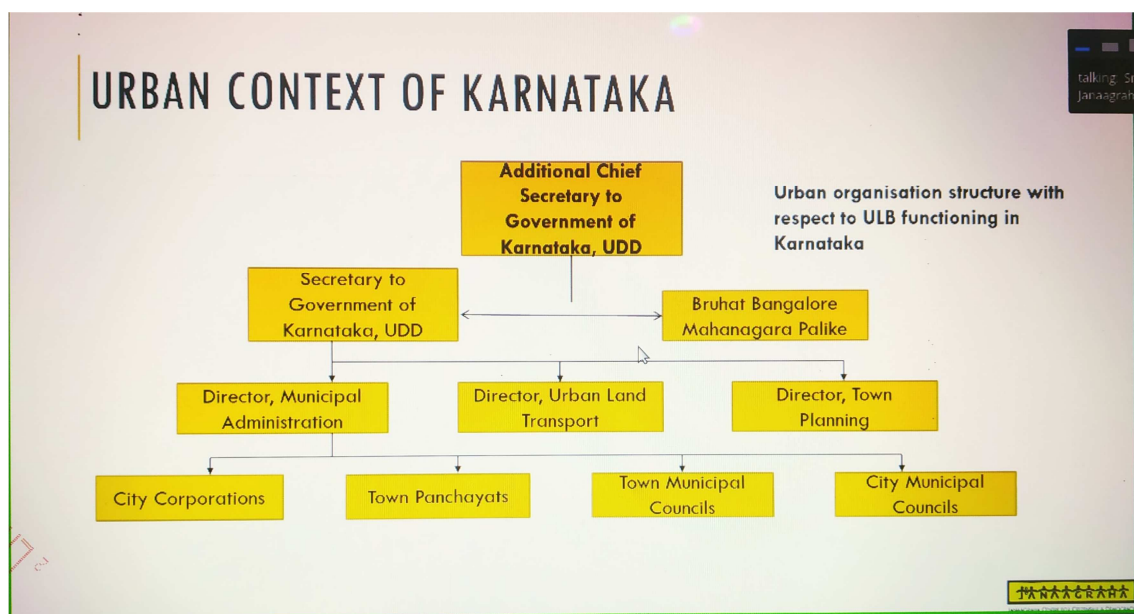 URBAN CONTEXT OF KARNATAKA
talking:
Additional Chief
Secretary to
Government of
Karnataka, UDD
Urban organisation structure with
respect to ULB functioning in
Karnataka
Secretary to
Government of
Karnataka, UDD
Bruhat Bangalore
Mahanagara Palike
Director, Municipal
Administration
Director, Urban Land
Transport
Director, Town
Planning
City Corporations
Town Panchayats
Town Municipal
Councils
City Municipal
Councils
JANAAGRAHA